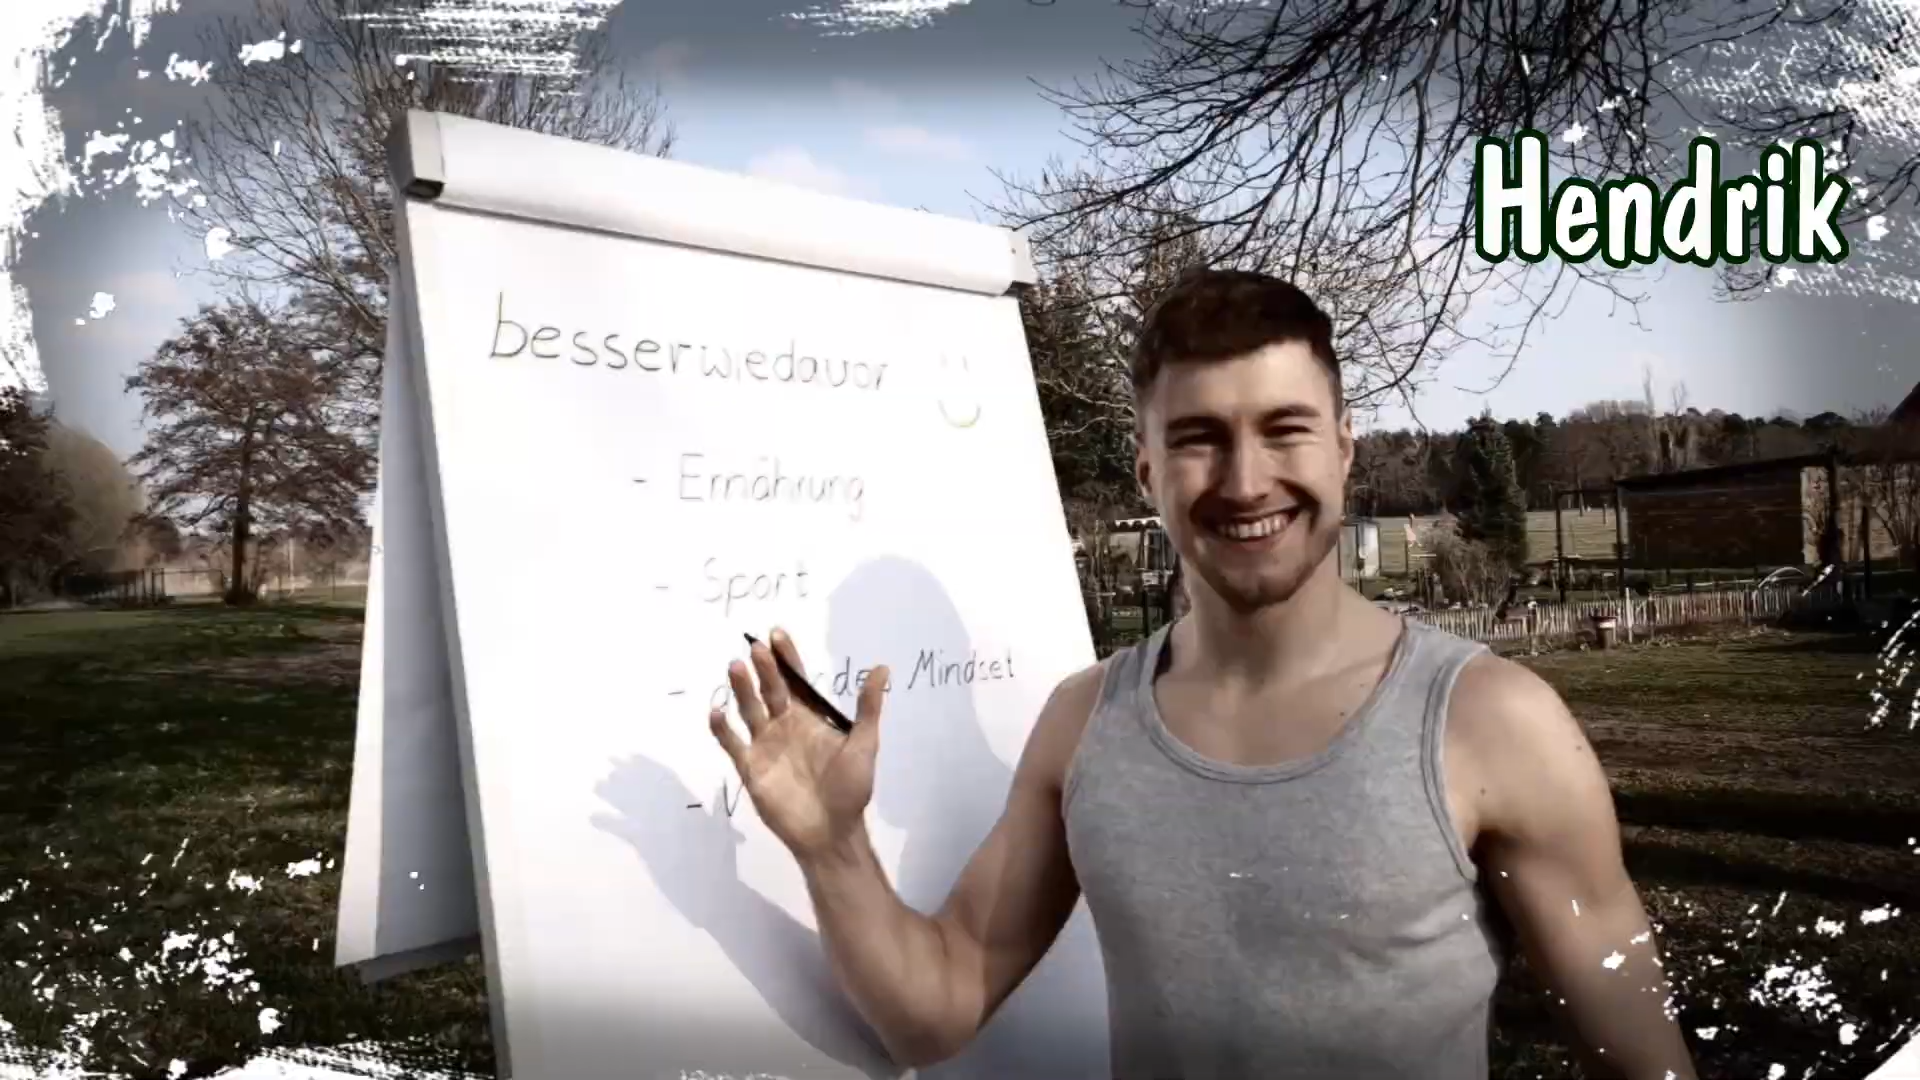 Hendrik
besserwiedavor
- Ernährung
- Sport
- Mindset
-